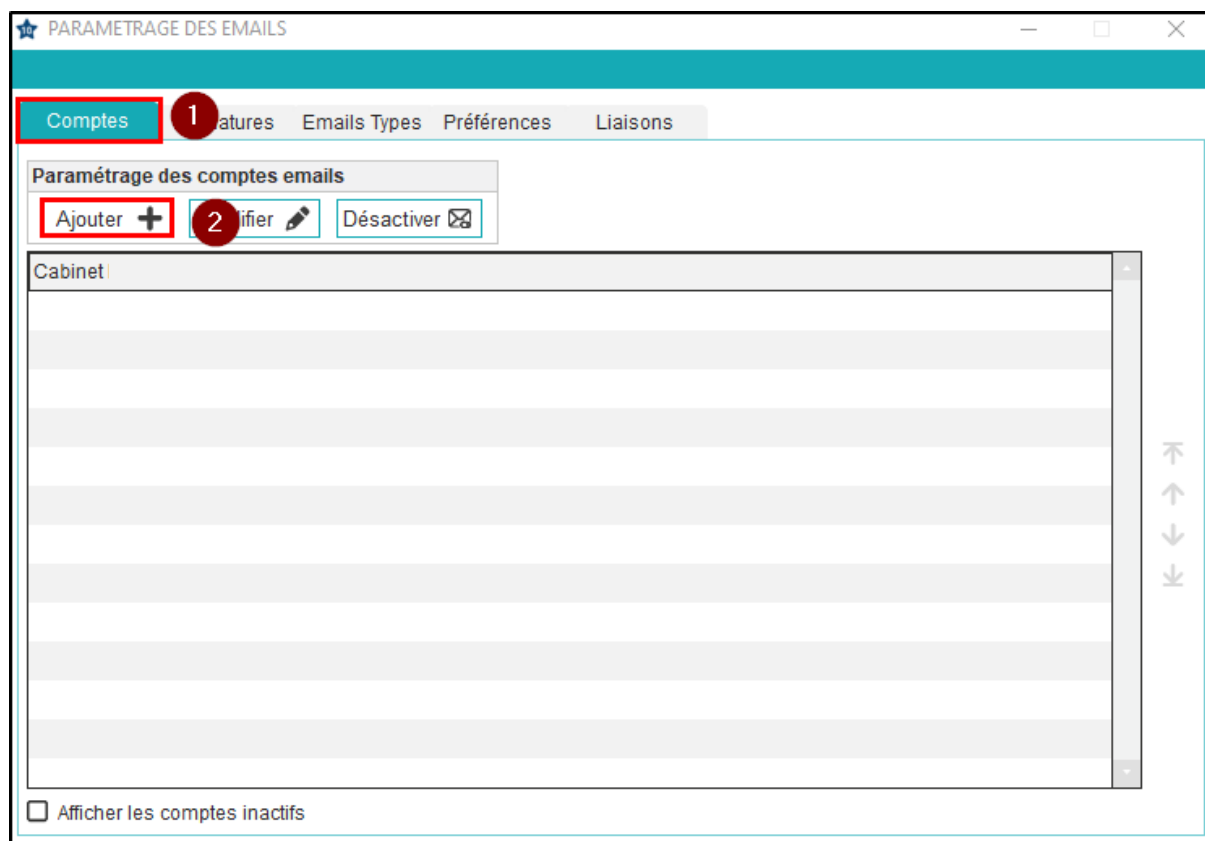 PARAMETRAGE DES EMAILS
Comptes 1 atures Emails Types Préférences Liaisons
Paramétrage des comptes emails
Ajouter 2 ifier Désactiver
Cabinet
Afficher les comptes inactifs